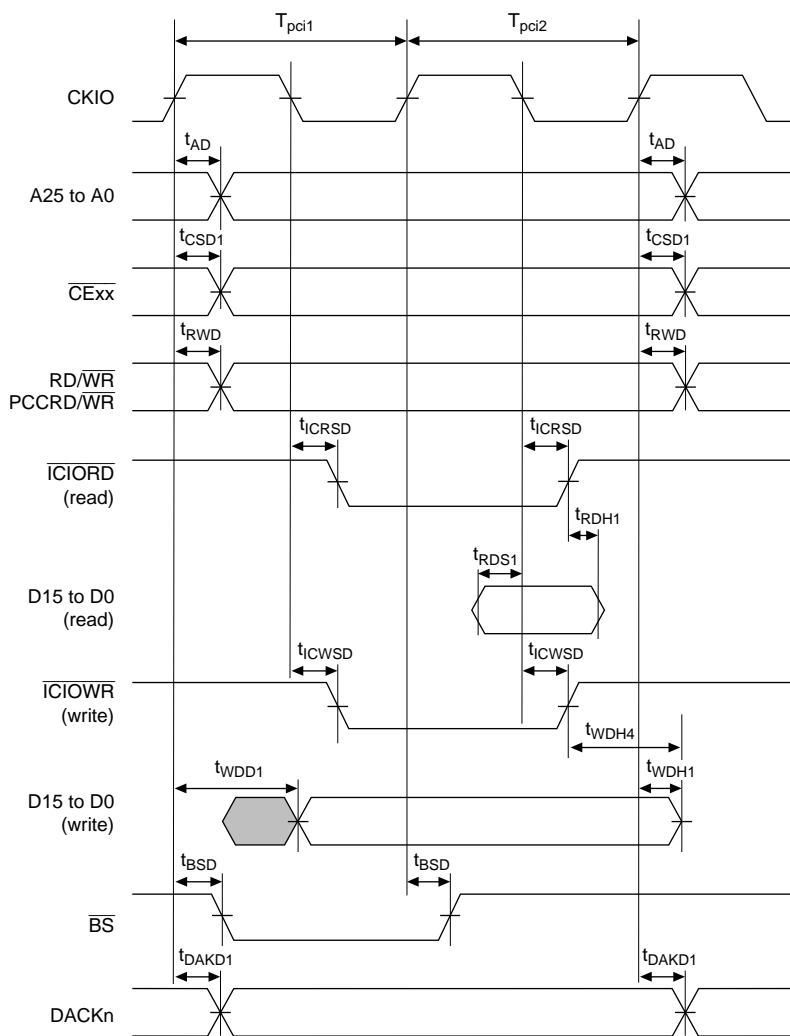 Tpci1 Tpci2
CKIO
tAD tAD
A25 to A0
tCSD1 tCSD1
CExx
tRWD tRWD
RD/WR
PCCRD/WR
tICRSD tICRSD
ICIORD
(read)
tRDH1
tRDS1
D15 to D0
(read)
tICWSD tICWSD
ICIOWR
(write)
tWDH4
tWDD1 tWDH1
D15 to D0
(write)
tBSD tBSD
BS
tDAKD1 tDAKD1
DACKn